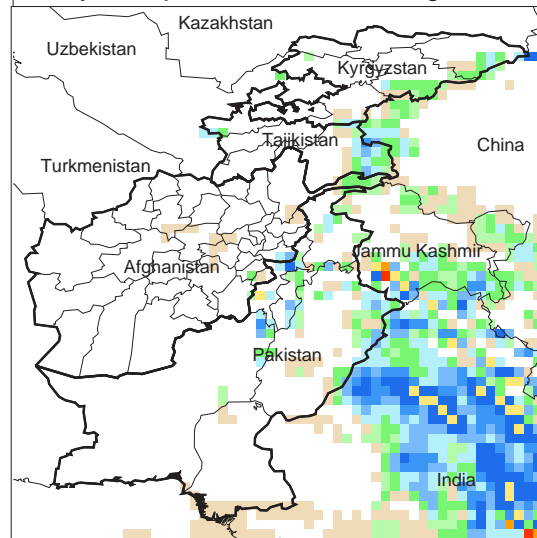 Kazakhstan
Uzbekistan
Kyrgyzstan
Tajikistan
China
Turkmenistan
Jammu Kashmir
Afghanistan
Pakistan
India